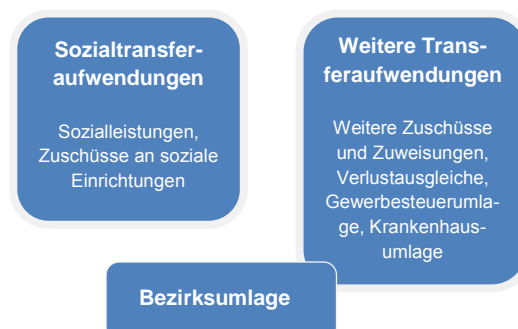 Sozialtransfer-
aufwendungen
Sozialleistungen,
Zuschüsse an soziale
Einrichtungen
Weitere Trans-
feraufwendungen
Weitere Zuschüsse
und Zuweisungen,
Verlustausgleiche,
Gewerbesteuerumla-
ge, Krankenhaus-
umlage
Bezirksumlage